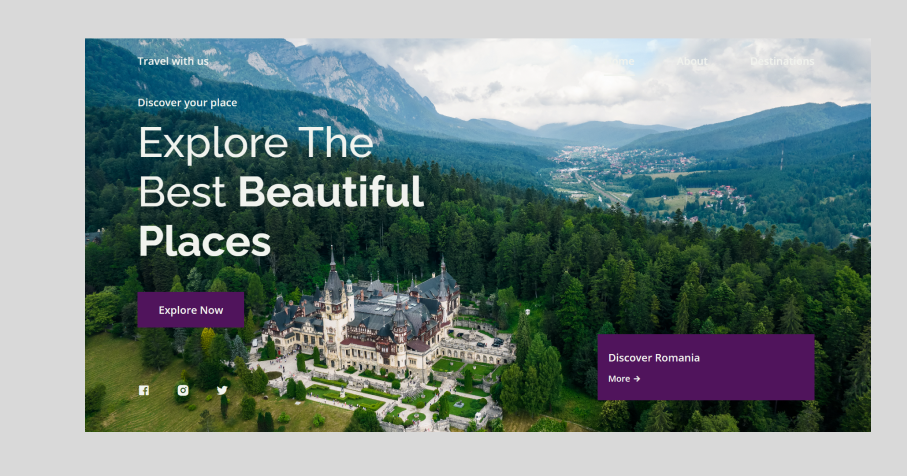 Travel with us
Home
About
Destinations
Discover your place
Explore The
Best Beautiful
Places
Explore Now
Discover Romania
More →